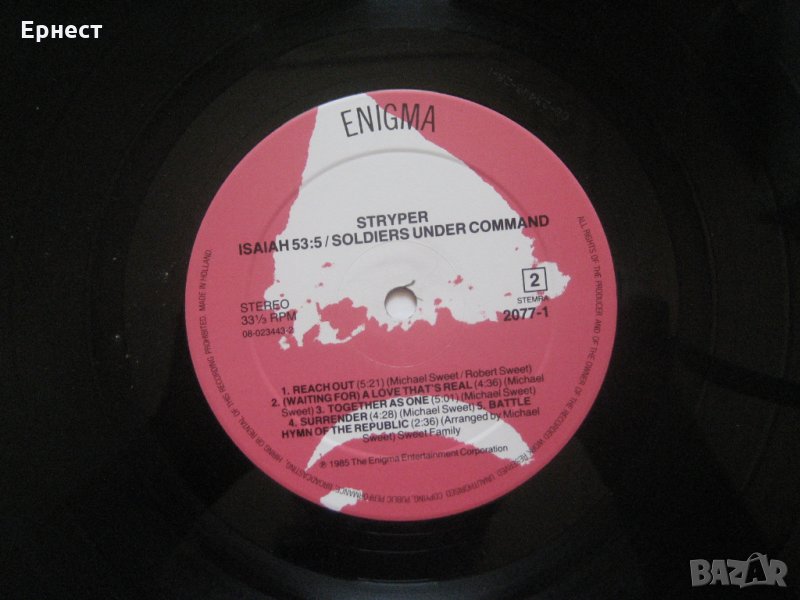 Ернест
ENIGMA
STRYPER
ISAIAH 53:5 / SOLDIERS UNDER COMMAND
STEREO
33⅓ RPM
08-023443-2
2
STEMRA
2077-1
1. REACH OUT (5:21) (Michael Sweet / Robert Sweet)
2. (WAITING FOR) A LOVE THAT'S REAL (4:36) (Michael
Sweet) 3. TOGETHER AS ONE (5:01) (Michael Sweet)
4. SURRENDER (4:28) (Michael Sweet) 5. BATTLE
HYMN OF THE REPUBLIC (2:36) (Arranged by Michael
Sweet) Sweet Family
℗ 1985 The Enigma Entertainment Corporation
ALL RIGHTS OF THE PRODUCER AND OF THE OWNER OF THE RECORDED WORK RESERVED. UNAUTHORISED COPYING, PUBLIC PERFORMANCE, BROADCASTING, HIRING OR RENTAL OF THIS RECORDING PROHIBITED. MADE IN HOLLAND.
BAZAR